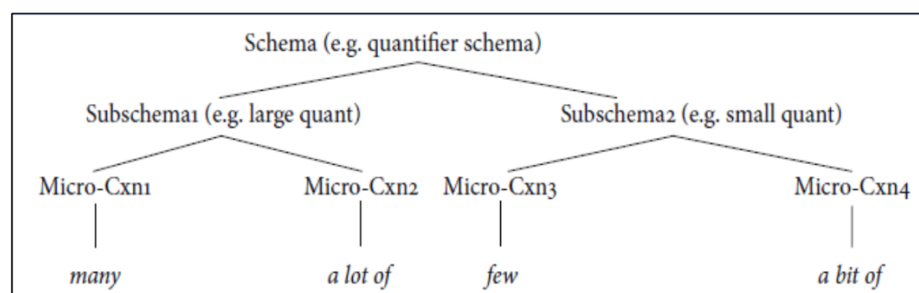 Schema (e.g. quantifier schema)
Subschema1 (e.g. large quant) Subschema2 (e.g. small quant)
Micro-Cxn1 Micro-Cxn2 Micro-Cxn3 Micro-Cxn4
many a lot of few a bit of